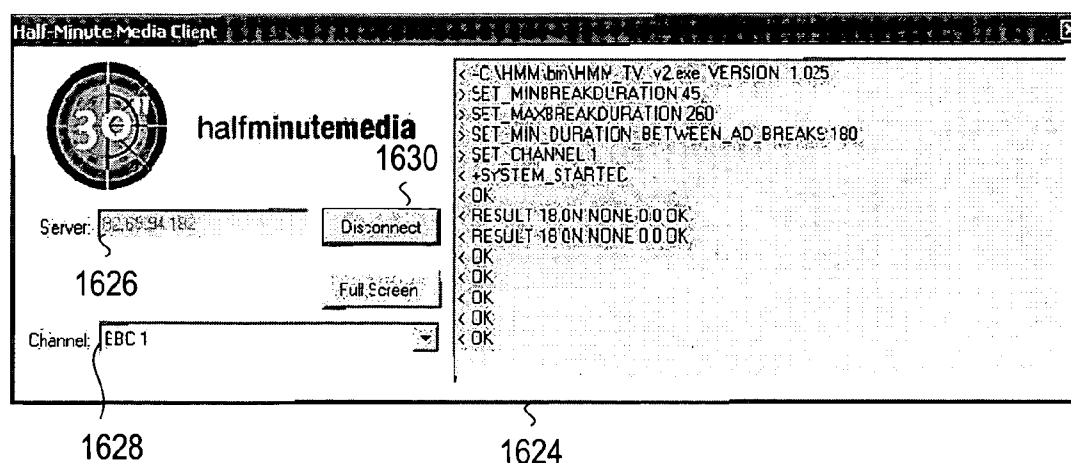 Half-Minute Media Client
30
halfminutemedia
1630
Server: 82.69.94.182
Disconnect
1626
Full Screen
Channel: EBC 1
< -C:\HMM\bin\HMM_TV_v2.exe VERSION 1.025
> SET_MINBREAKDURATION 45
> SET_MAXBREAKDURATION 260
> SET_MIN_DURATION_BETWEEN_AD_BREAKS 180
> SET_CHANNEL 1
< +SYSTEM_STARTED
< OK
< RESULT 18 ON NONE 0 0 OK
< RESULT 18 ON NONE 0 0 OK
< OK
< OK
< OK
< OK
< OK
1628
1624